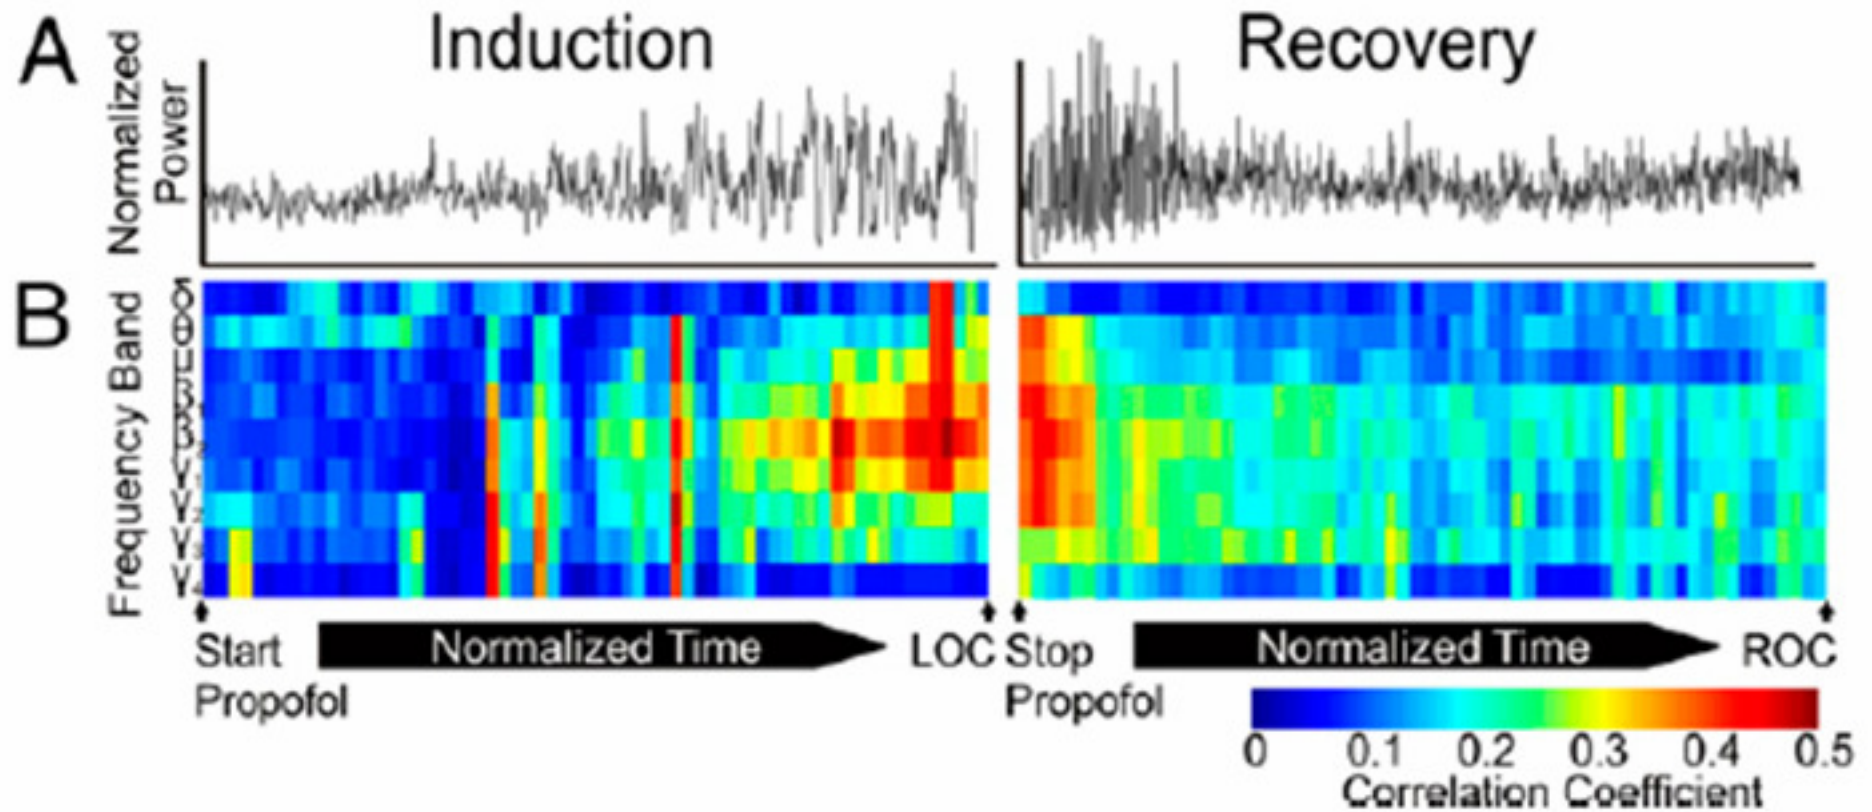 A
Induction
Recovery
Normalized
Power
B
Frequency Band
δ
θ
β1
β2
γ1
γ2
γ3
γ4
Start
Propofol
Normalized Time
LOC
Stop
Propofol
Normalized Time
ROC
0 0.1 0.2 0.3 0.4 0.5
Correlation Coefficient